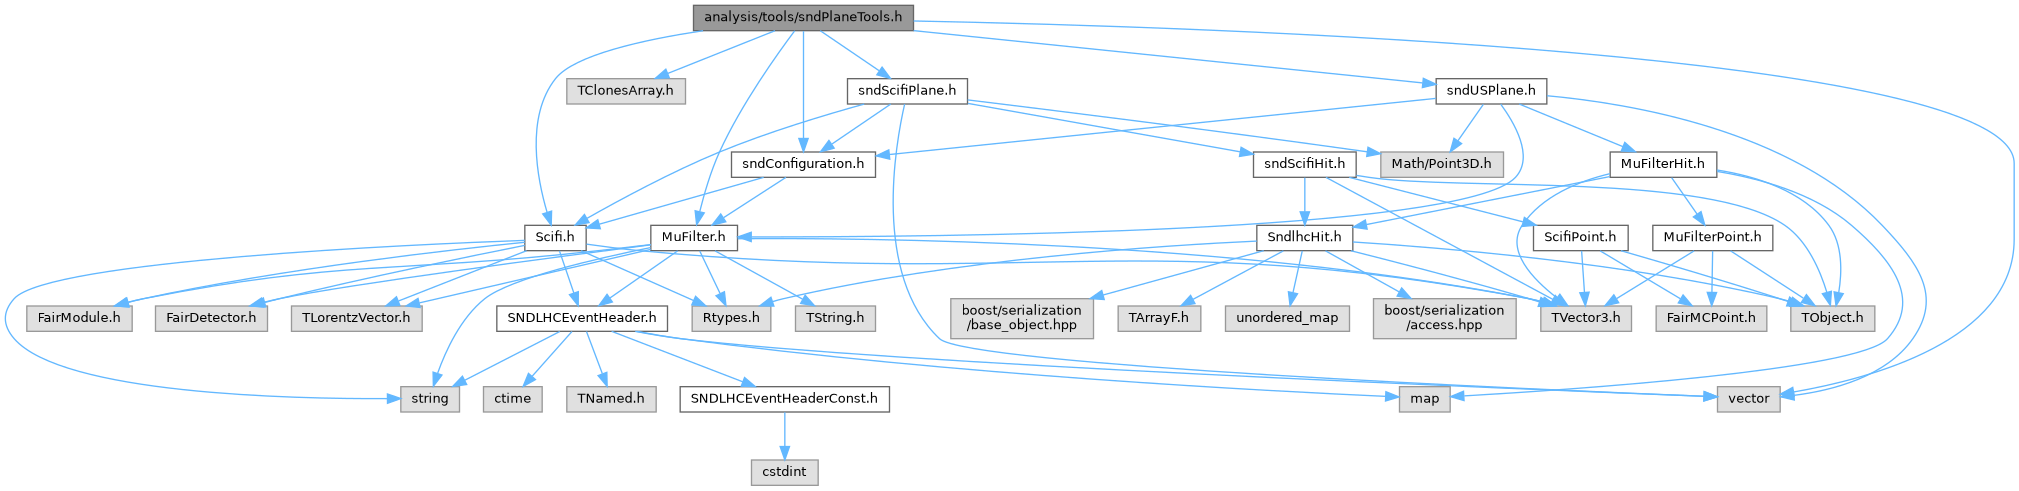 analysis/tools/sndPlaneTools.h
TClonesArray.h
sndScifiPlane.h
sndUSPlane.h
sndConfiguration.h
sndScifiHit.h
Math/Point3D.h
MuFilterHit.h
Scifi.h
MuFilter.h
SndlhcHit.h
ScifiPoint.h
MuFilterPoint.h
FairModule.h
FairDetector.h
TLorentzVector.h
SNDLHCEventHeader.h
Rtypes.h
TString.h
boost/serialization
/base_object.hpp
TArrayF.h
unordered_map
boost/serialization
/access.hpp
TVector3.h
FairMCPoint.h
TObject.h
string
ctime
TNamed.h
SNDLHCEventHeaderConst.h
map
vector
cstdint